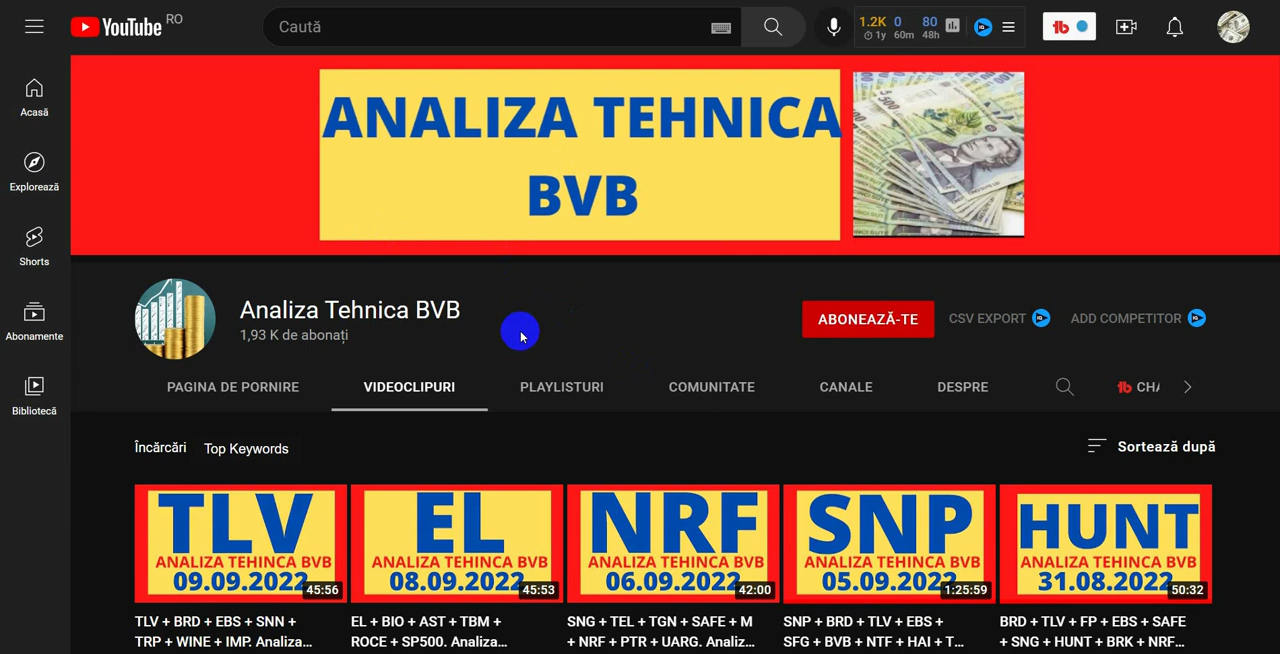 YouTube RO
Caută
1.2K 0 80
1y 60m 48h
Acasă
Explorează
Shorts
Abonamente
Bibliotecă
ANALIZA TEHNICA
BVB
Analiza Tehnica BVB
1,93 K de abonați
ABONEAZĂ-TE
CSV EXPORT
ADD COMPETITOR
PAGINA DE PORNIRE VIDEOCLIPURI PLAYLISTURI COMUNITATE CANALE DESPRE
Încărcări Top Keywords
Sortează după
TLV
ANALIZA TEHINCA BVB
09.09.2022
45:56
TLV + BRD + EBS + SNN +
TRP + WINE + IMP. Analiza...
EL
ANALIZA TEHINCA BVB
08.09.2022
45:53
EL + BIO + AST + TBM +
ROCE + SP500. Analiza...
NRF
ANALIZA TEHINCA BVB
06.09.2022
42:00
SNG + TEL + TGN + SAFE + M
+ NRF + PTR + UARG. Analiz...
SNP
ANALIZA TEHINCA BVB
05.09.2022
1:25:59
SNP + BRD + TLV + EBS +
SFG + BVB + NTF + HAI + T...
HUNT
ANALIZA TEHINCA BVB
31.08.2022
50:32
BRD + TLV + FP + EBS + SAFE
+ SNG + HUNT + BRK + NRF...